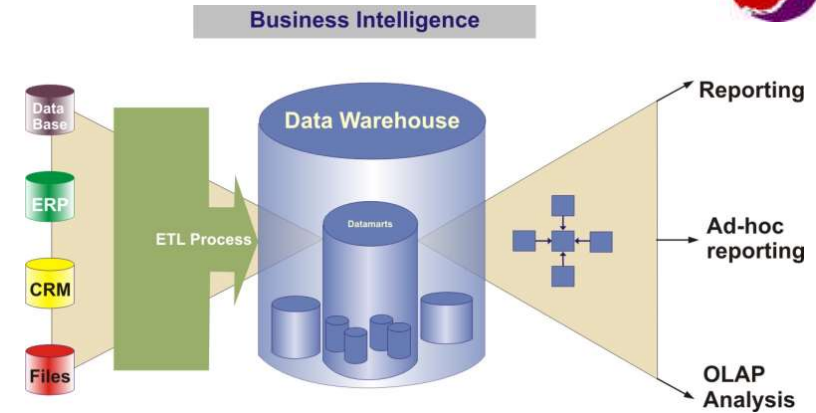 Business Intelligence
Data
Base
ERP
CRM
Files
ETL Process
Data Warehouse
Datamarts
Reporting
Ad-hoc
reporting
OLAP
Analysis